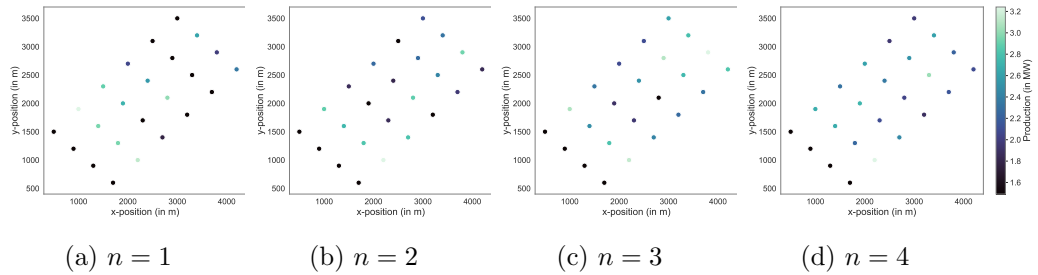 3500
3000
2500
2000
1500
1000
500
y-position (in m)
1000 2000 3000 4000
x-position (in m)
3500
3000
2500
2000
1500
1000
500
y-position (in m)
1000 2000 3000 4000
x-position (in m)
3500
3000
2500
2000
1500
1000
500
y-position (in m)
1000 2000 3000 4000
x-position (in m)
3500
3000
2500
2000
1500
1000
500
y-position (in m)
1000 2000 3000 4000
x-position (in m)
3.2
3.0
2.8
2.6
2.4
2.2
2.0
1.8
1.6
Production (in MW)
(a) n = 1
(b) n = 2
(c) n = 3
(d) n = 4